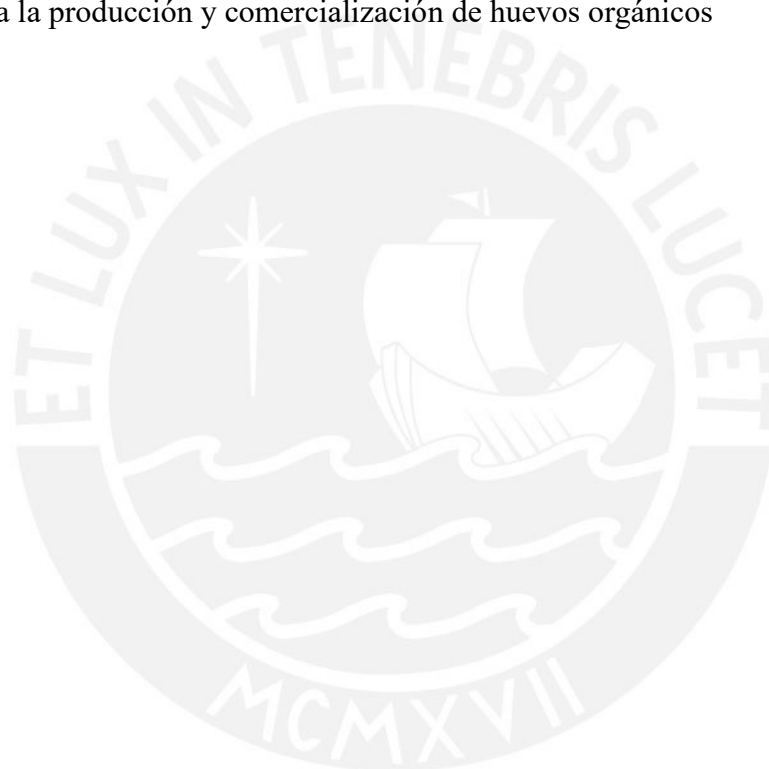 a la producción y comercialización de huevos orgánicos
ET LUX IN TENEBRIS LUCET
MCMXVII